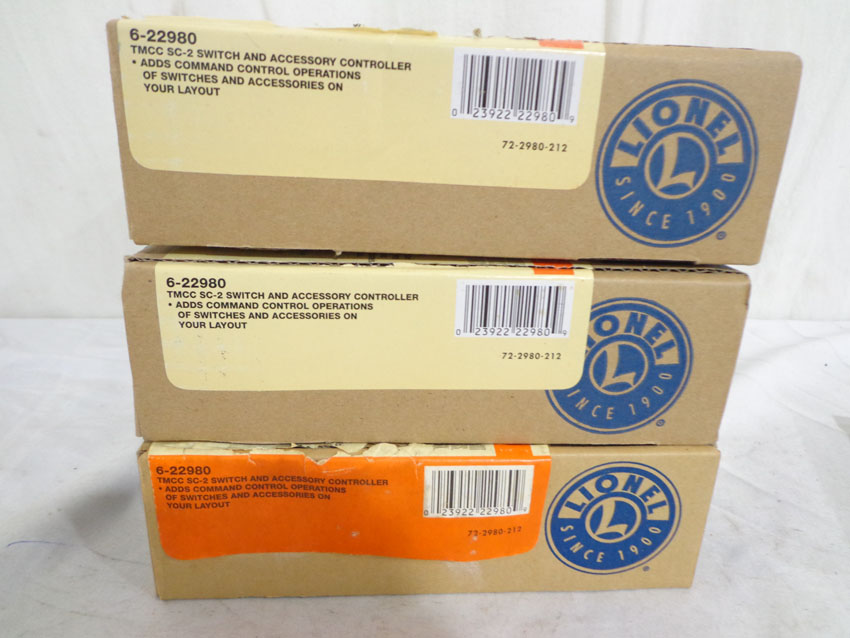 6-22980
TMCC SC-2 SWITCH AND ACCESSORY CONTROLLER
• ADDS COMMAND CONTROL OPERATIONS
OF SWITCHES AND ACCESSORIES ON
YOUR LAYOUT
0 23922 22980 9
72-2980-212
LIONEL
L
SINCE 1900
®
6-22980
TMCC SC-2 SWITCH AND ACCESSORY CONTROLLER
• ADDS COMMAND CONTROL OPERATIONS
OF SWITCHES AND ACCESSORIES ON
YOUR LAYOUT
0 23922 22980 9
72-2980-212
IONEL
L
NCE 1900
®
6-22980
TMCC SC-2 SWITCH AND ACCESSORY CONTROLLER
• ADDS COMMAND CONTROL OPERATIONS
OF SWITCHES AND ACCESSORIES ON
YOUR LAYOUT
0 23922 22980 9
72-2980-212
LIONEL
L
SINCE 1900
®